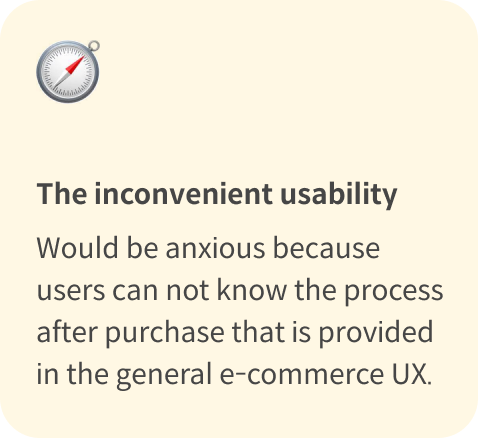 The inconvenient usability
Would be anxious because
users can not know the process
after purchase that is provided
in the general e-commerce UX.